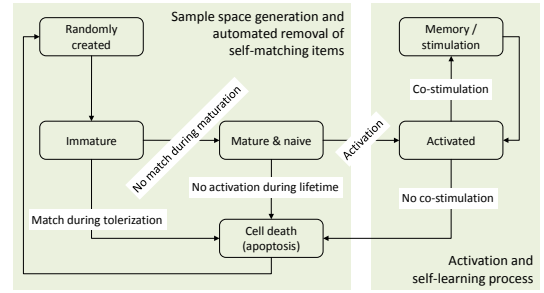 Sample space generation and
automated removal of
self-matching items
Randomly
created
Memory /
stimulation
Co-stimulation
Immature
No match during maturation
Mature & naive
Activation
Activated
No activation during lifetime
No co-stimulation
Match during tolerization
Cell death
(apoptosis)
Activation and
self-learning process